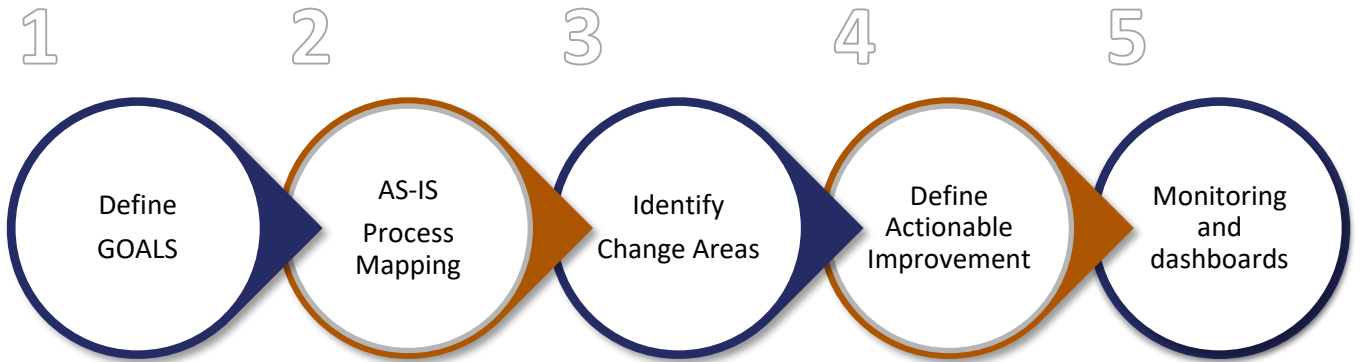 1
2
3
4
5
Define
GOALS
AS-IS
Process
Mapping
Identify
Change Areas
Define
Actionable
Improvement
Monitoring
and
dashboards